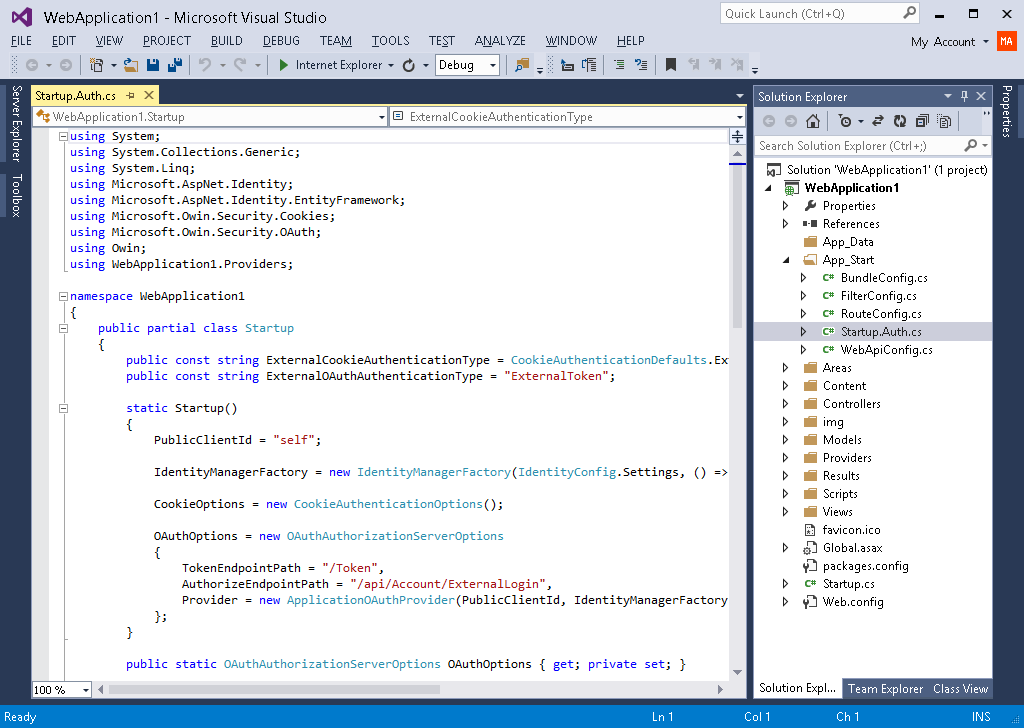 WebApplication1 - Microsoft Visual Studio
Quick Launch (Ctrl+Q)
FILE EDIT VIEW PROJECT BUILD DEBUG TEAM TOOLS TEST ANALYZE WINDOW HELP
My Account
MA
Internet Explorer
Debug
Server Explorer
Toolbox
Startup.Auth.cs
WebApplication1.Startup
ExternalCookieAuthenticationType
using System;
using System.Collections.Generic;
using System.Linq;
using Microsoft.AspNet.Identity;
using Microsoft.AspNet.Identity.EntityFramework;
using Microsoft.Owin.Security.Cookies;
using Microsoft.Owin.Security.OAuth;
using Owin;
using WebApplication1.Providers;
namespace WebApplication1
{
public partial class Startup
{
public const string ExternalCookieAuthenticationType = CookieAuthenticationDefaults.Ex
public const string ExternalOAuthAuthenticationType = "ExternalToken";
static Startup()
{
PublicClientId = "self";
IdentityManagerFactory = new IdentityManagerFactory(IdentityConfig.Settings, () =>
CookieOptions = new CookieAuthenticationOptions();
OAuthOptions = new OAuthAuthorizationServerOptions
{
TokenEndpointPath = "/Token",
AuthorizeEndpointPath = "/api/Account/ExternalLogin",
Provider = new ApplicationOAuthProvider(PublicClientId, IdentityManagerFactory
};
}
public static OAuthAuthorizationServerOptions OAuthOptions { get; private set; }
100 %
Solution Explorer
Search Solution Explorer (Ctrl+;)
Solution 'WebApplication1' (1 project)
WebApplication1
Properties
References
App_Data
App_Start
C# BundleConfig.cs
C# FilterConfig.cs
C# RouteConfig.cs
C# Startup.Auth.cs
C# WebApiConfig.cs
Areas
Content
Controllers
img
Models
Providers
Results
Scripts
Views
favicon.ico
Global.asax
packages.config
C# Startup.cs
Web.config
Solution Expl... Team Explorer Class View
Properties
Ready
Ln 1 Col 1 Ch 1 INS